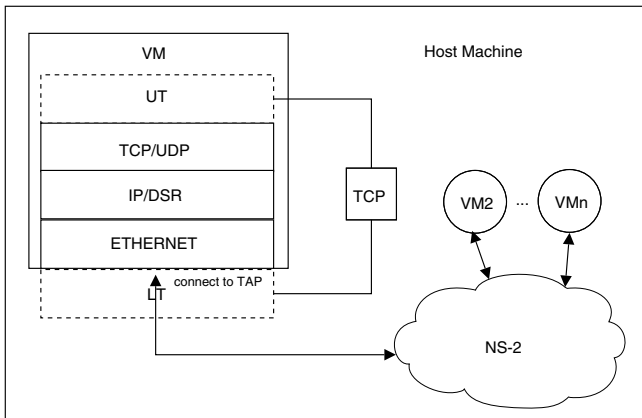 VM
Host Machine
UT
TCP/UDP
IP/DSR
TCP
VM2 ... VMn
ETHERNET
connect to TAP
LT
NS-2